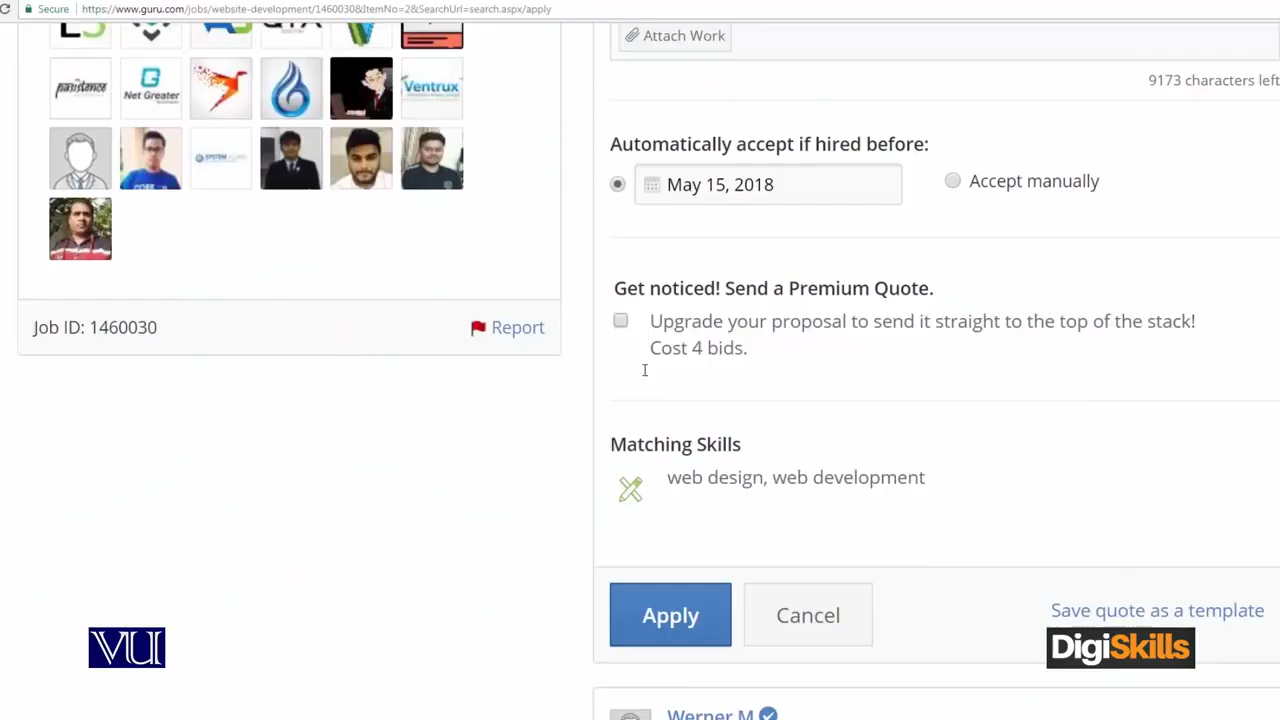 Secure
https://www.guru.com/jobs/website-development/1460030&ItemNo=2&SearchUrl=search.aspx/apply
Attach Work
9173 characters left
pasistence
Net Greater
Ventrux
Automatically accept if hired before:
May 15, 2018
Accept manually
Get noticed! Send a Premium Quote.
Upgrade your proposal to send it straight to the top of the stack!
Cost 4 bids.
Job ID: 1460030
Report
Matching Skills
web design, web development
Apply
Cancel
Save quote as a template
VU
DigiSkills
Werner M